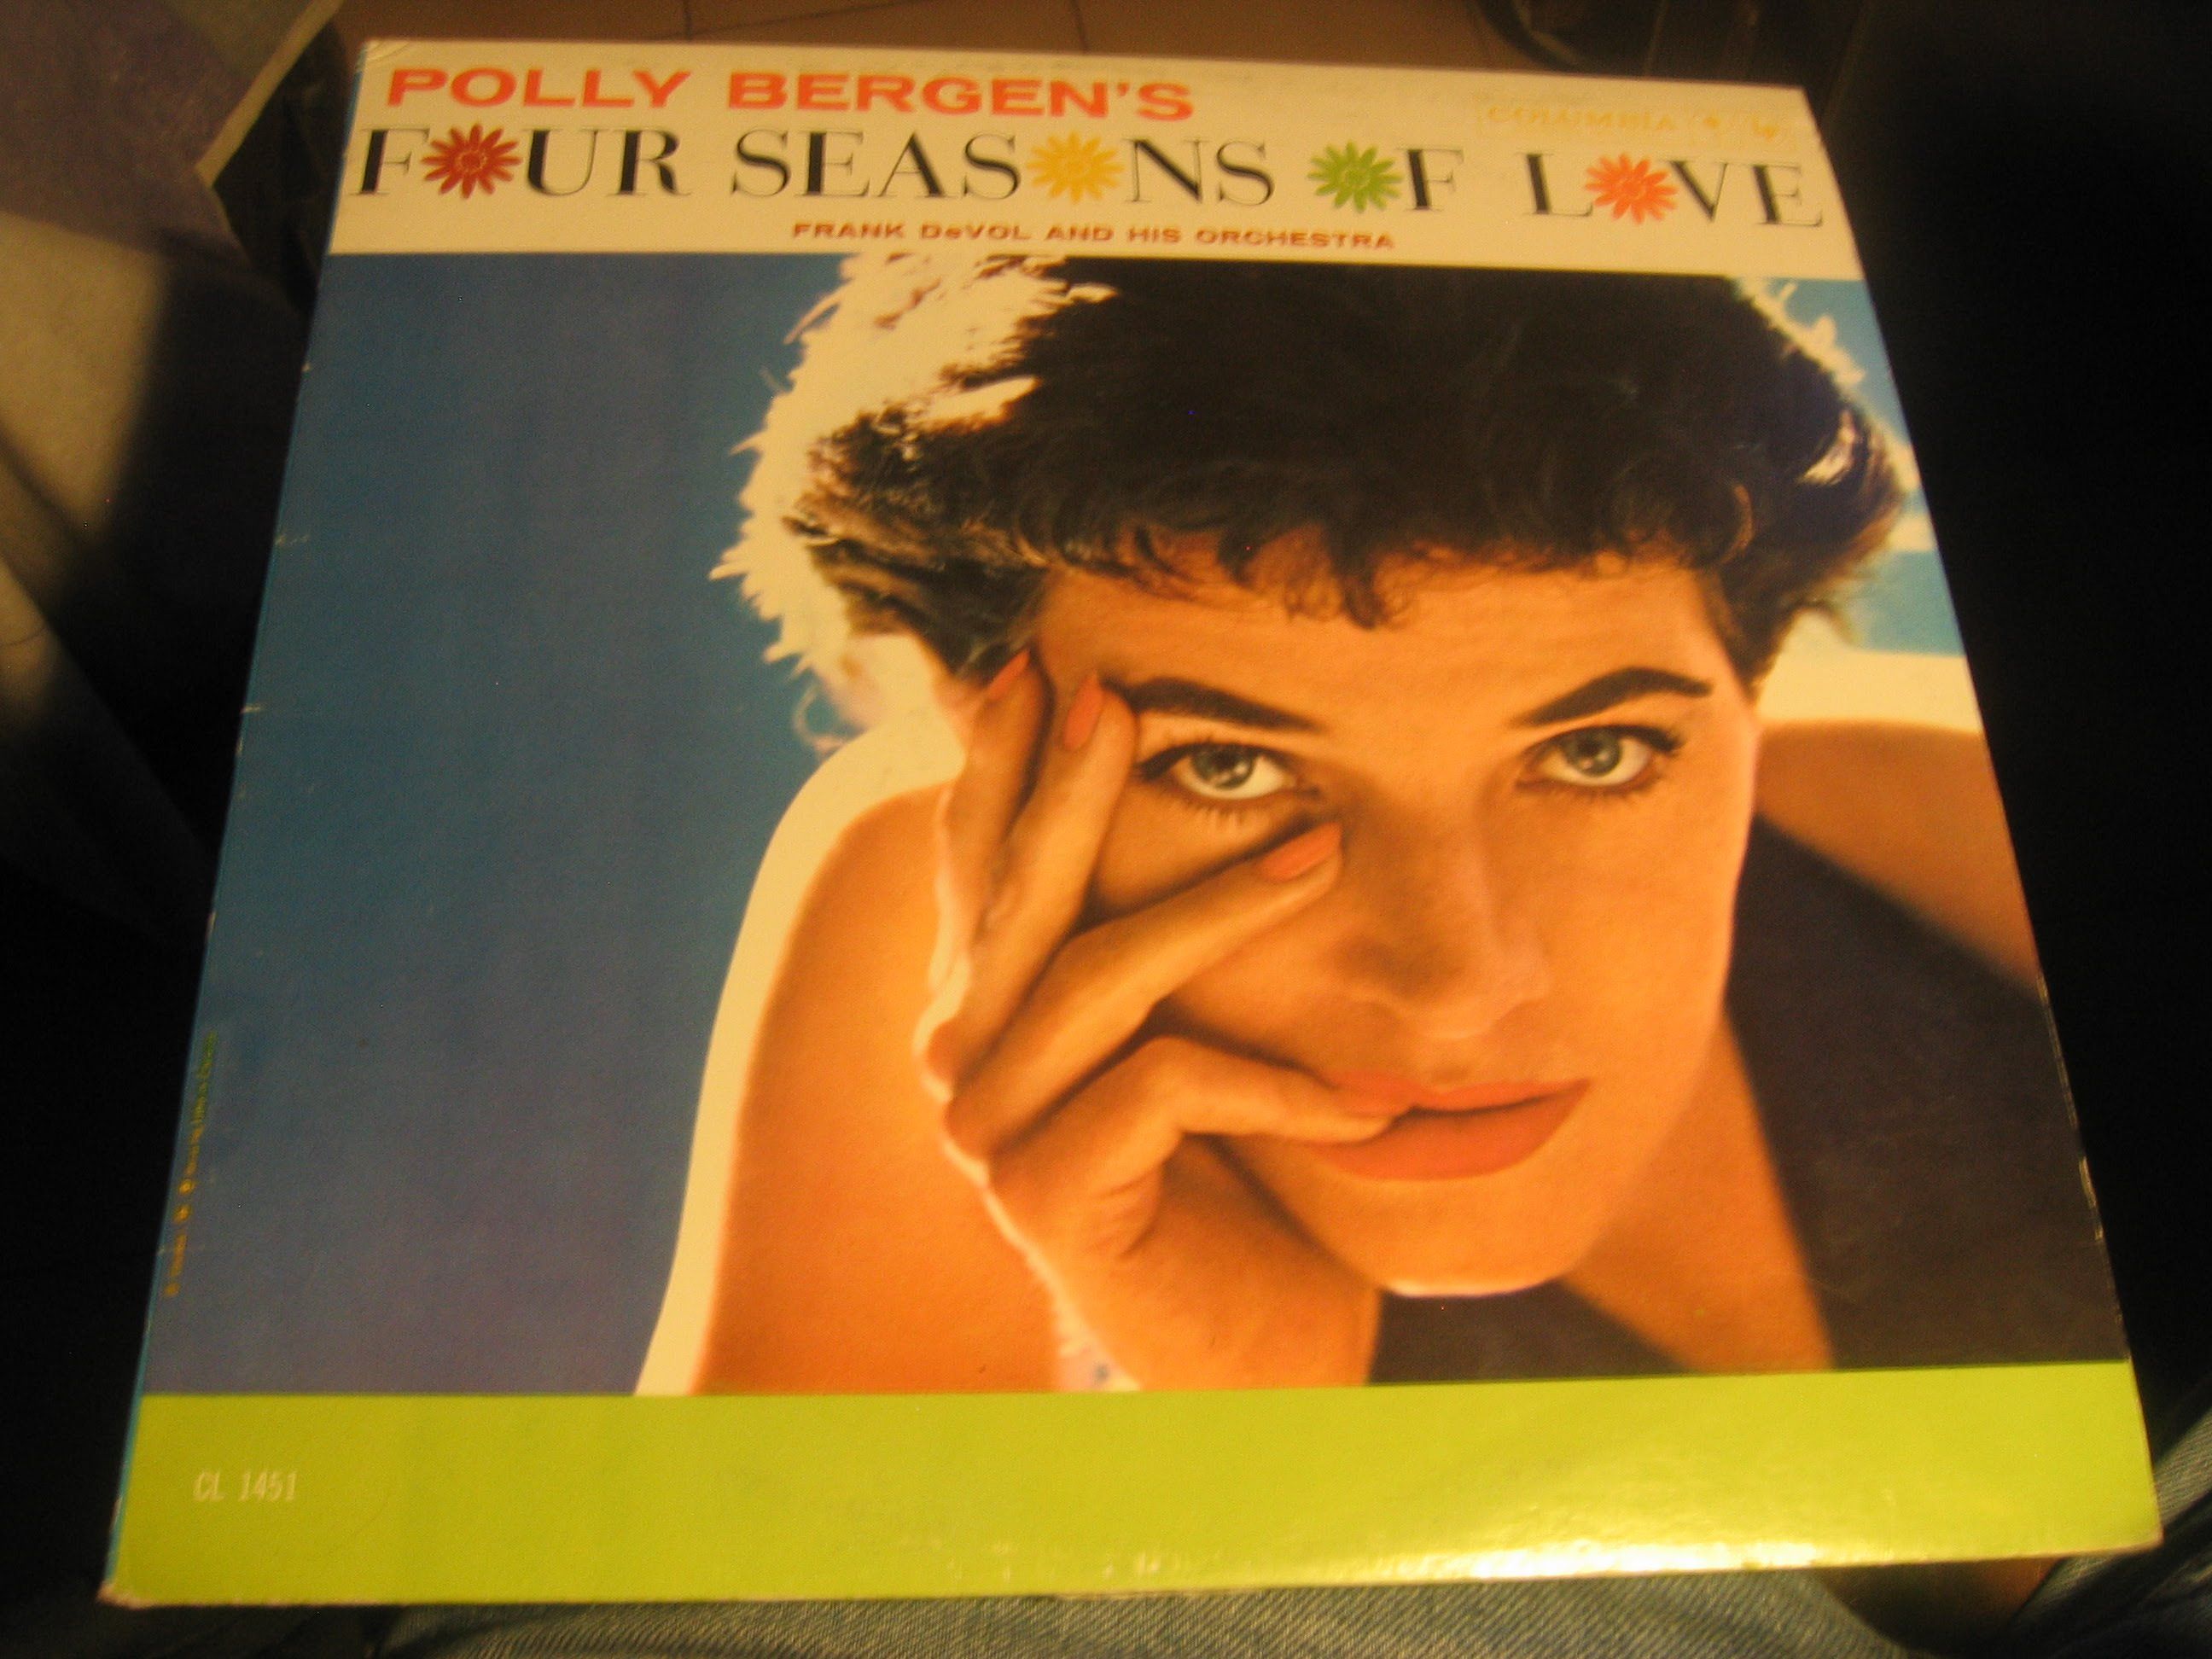 POLLY BERGEN'S
COLUMBIA
FOUR SEASONS OF LOVE
FRANK DeVOL AND HIS ORCHESTRA
CL 1451